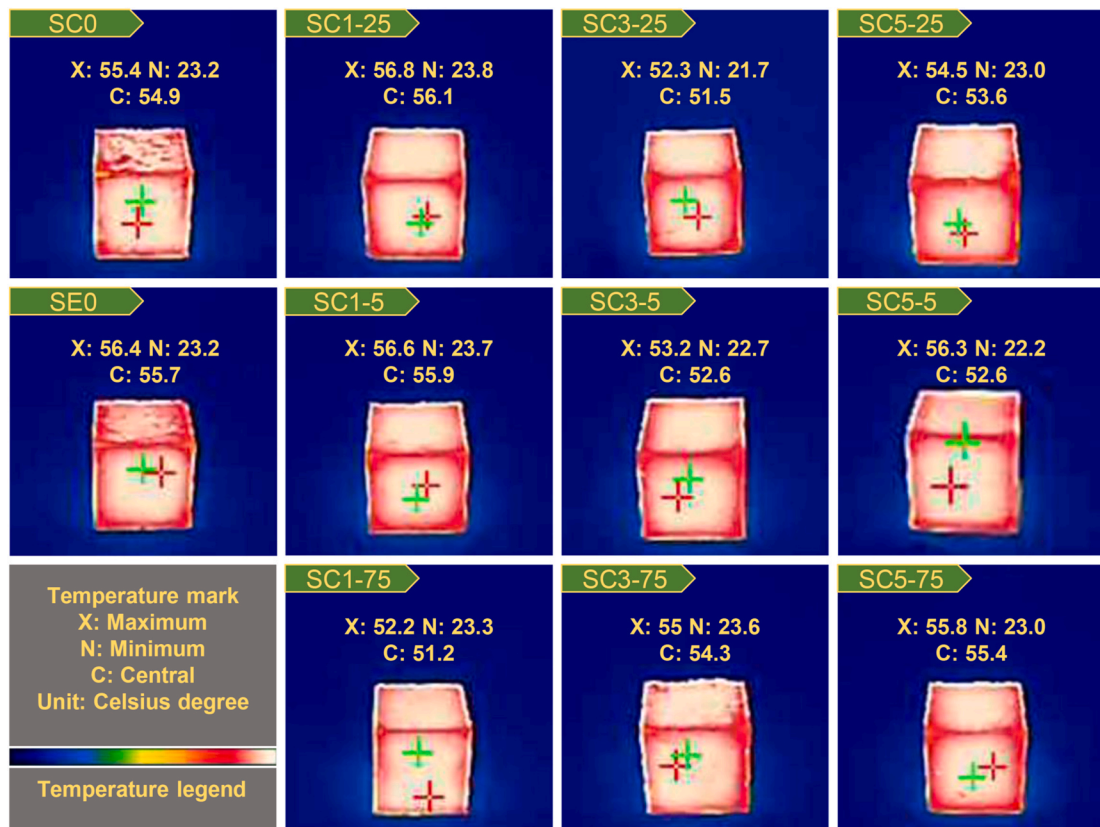 SC0
X: 55.4 N: 23.2
C: 54.9
SC1-25
X: 56.8 N: 23.8
C: 56.1
SC3-25
X: 52.3 N: 21.7
C: 51.5
SC5-25
X: 54.5 N: 23.0
C: 53.6
SE0
X: 56.4 N: 23.2
C: 55.7
SC1-5
X: 56.6 N: 23.7
C: 55.9
SC3-5
X: 53.2 N: 22.7
C: 52.6
SC5-5
X: 56.3 N: 22.2
C: 52.6
Temperature mark
X: Maximum
N: Minimum
C: Central
Unit: Celsius degree
Temperature legend
SC1-75
X: 52.2 N: 23.3
C: 51.2
SC3-75
X: 55 N: 23.6
C: 54.3
SC5-75
X: 55.8 N: 23.0
C: 55.4